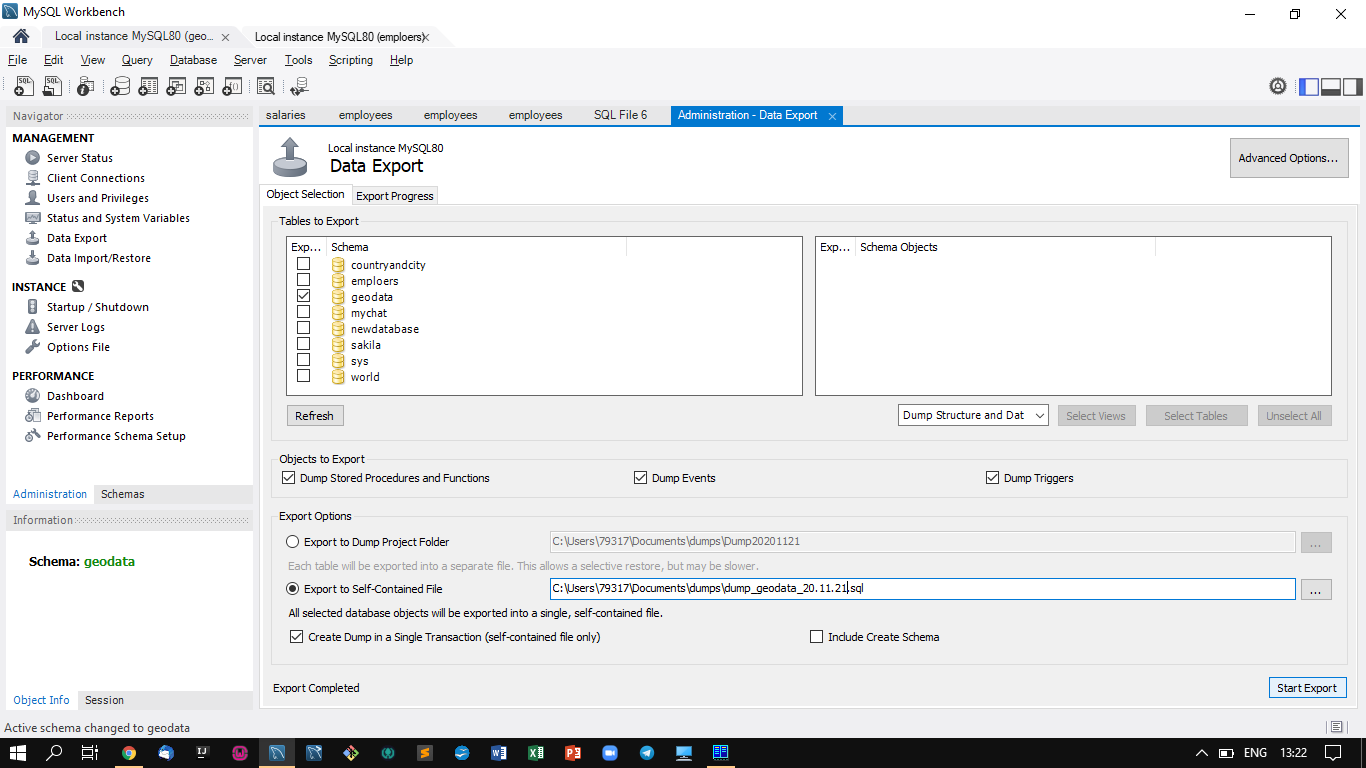 MySQL Workbench
Local instance MySQL80 (geo...
Local instance MySQL80 (emploers)
File Edit View Query Database Server Tools Scripting Help
Navigator
MANAGEMENT
Server Status
Client Connections
Users and Privileges
Status and System Variables
Data Export
Data Import/Restore
INSTANCE
Startup / Shutdown
Server Logs
Options File
PERFORMANCE
Dashboard
Performance Reports
Performance Schema Setup
Administration Schemas
Information
Schema: geodata
Object Info Session
salaries employees employees employees SQL File 6 Administration - Data Export
Local instance MySQL80
Data Export
Advanced Options...
Object Selection Export Progress
Tables to Export
Exp... Schema
countryandcity
emploers
geodata
mychat
newdatabase
sakila
sys
world
Exp... Schema Objects
Refresh
Dump Structure and Dat
Select Views
Select Tables
Unselect All
Objects to Export
Dump Stored Procedures and Functions
Dump Events
Dump Triggers
Export Options
Export to Dump Project Folder
C:\Users\79317\Documents\dumps\Dump20201121
...
Each table will be exported into a separate file. This allows a selective restore, but may be slower.
Export to Self-Contained File
C:\Users\79317\Documents\dumps\dump_geodata_20.11.21.sql
...
All selected database objects will be exported into a single, self-contained file.
Create Dump in a Single Transaction (self-contained file only)
Include Create Schema
Export Completed
Start Export
Active schema changed to geodata
ENG 13:22